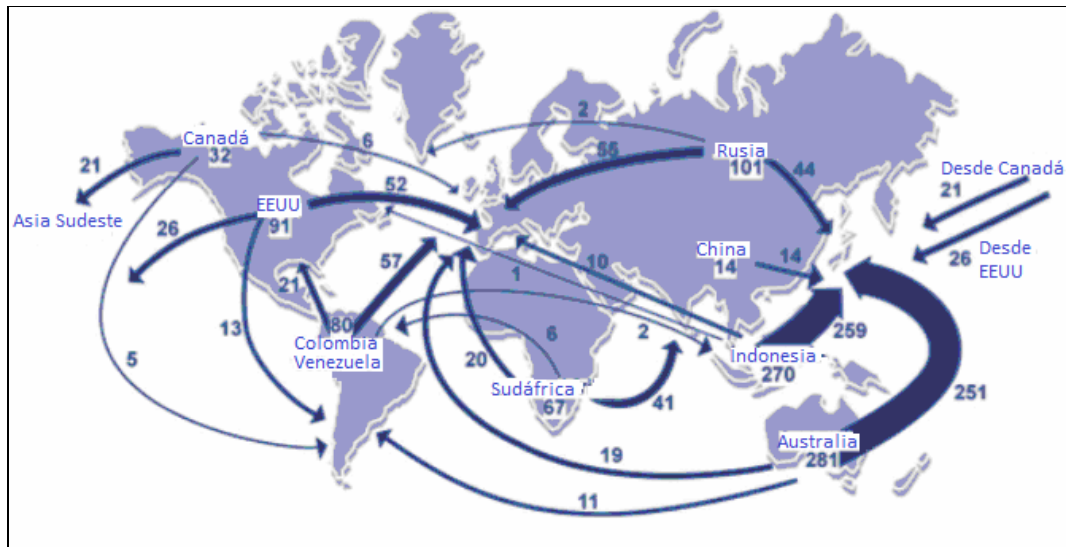 2
Canadá
32
6
55
Rusia
101
44
Desde Canadá
21
21
52
EEUU
91
Asia Sudeste
26
China
14
14
26
Desde
EEUU
57
10
1
21
13
80
Colombia
Venezuela
6
2
Indonesia
270
259
5
20
Sudáfrica
67
41
251
Australia
281
19
11